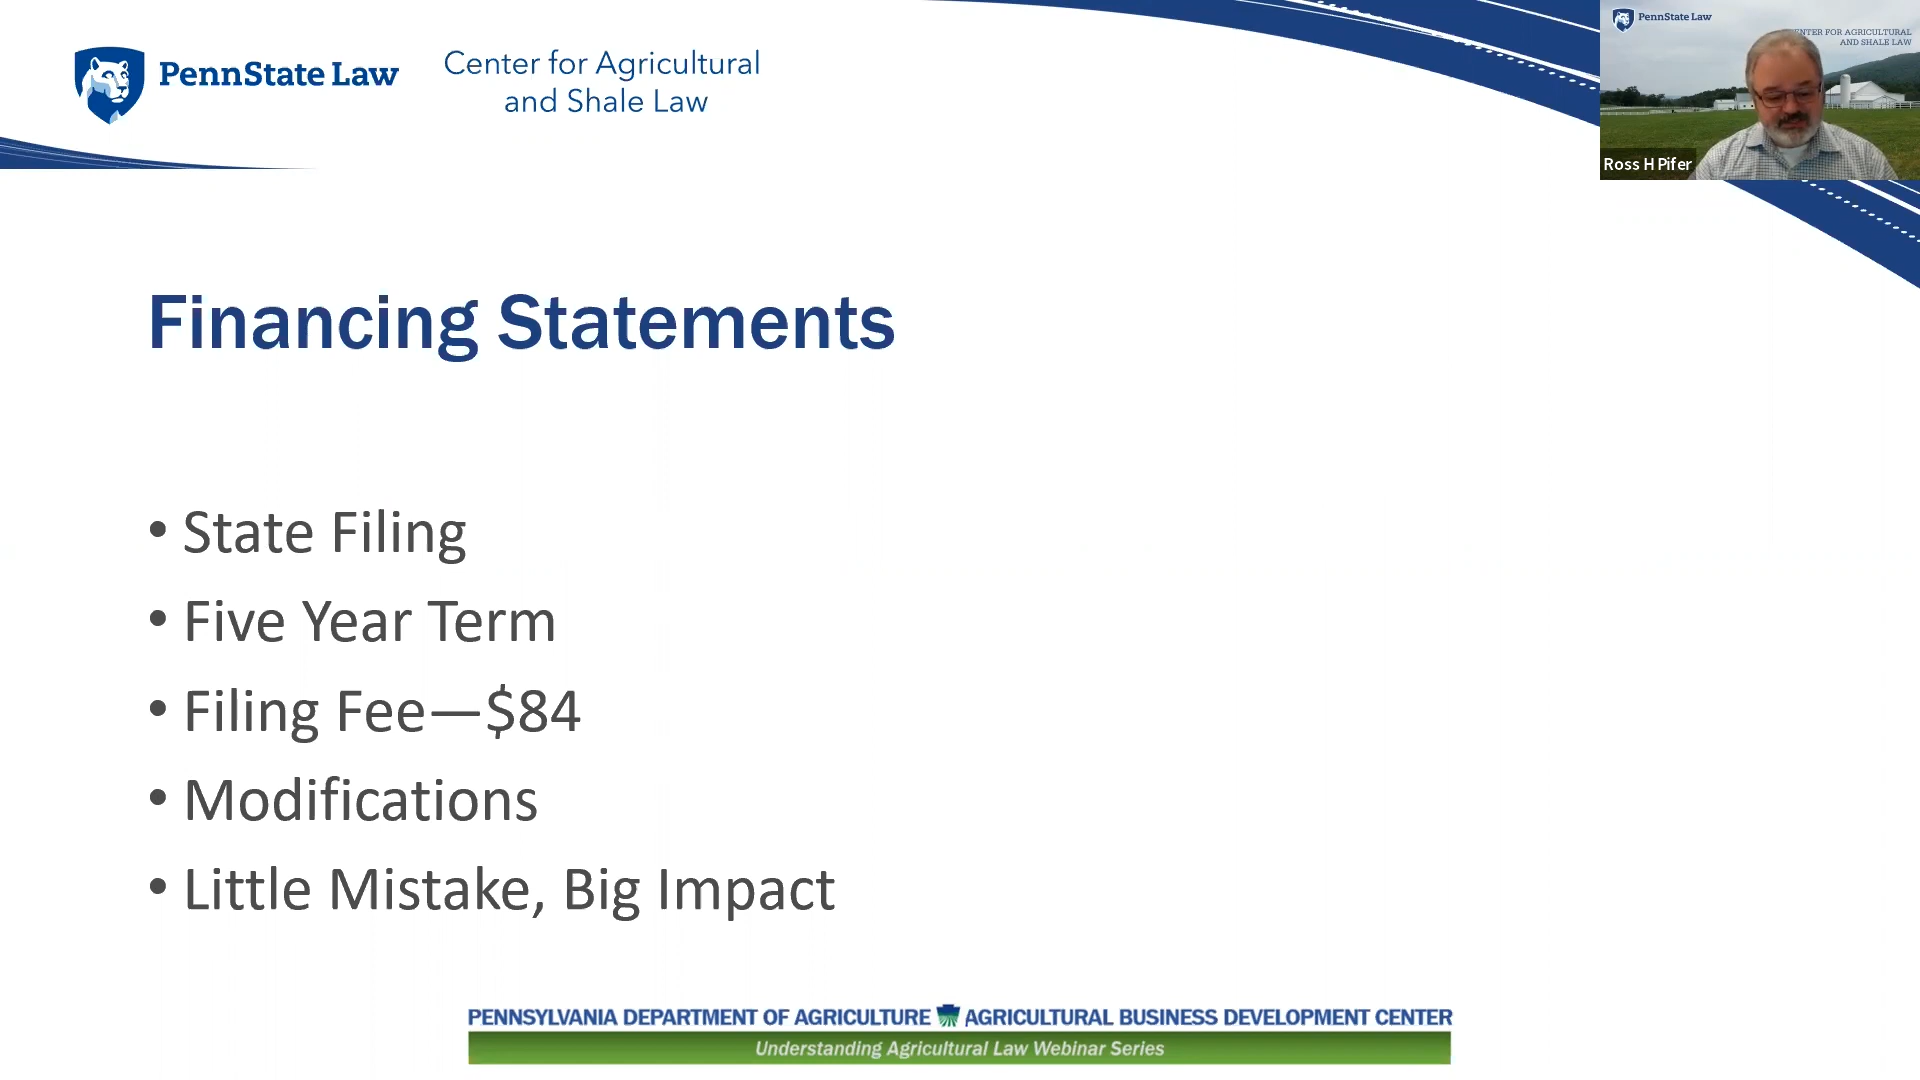 PennState Law
Center for Agricultural
and Shale Law
PennState Law
CENTER FOR AGRICULTURAL
AND SHALE LAW
Ross H Pifer
Financing Statements
• State Filing
• Five Year Term
• Filing Fee—$84
• Modifications
• Little Mistake, Big Impact
PENNSYLVANIA DEPARTMENT OF AGRICULTURE AGRICULTURAL BUSINESS DEVELOPMENT CENTER
Understanding Agricultural Law Webinar Series